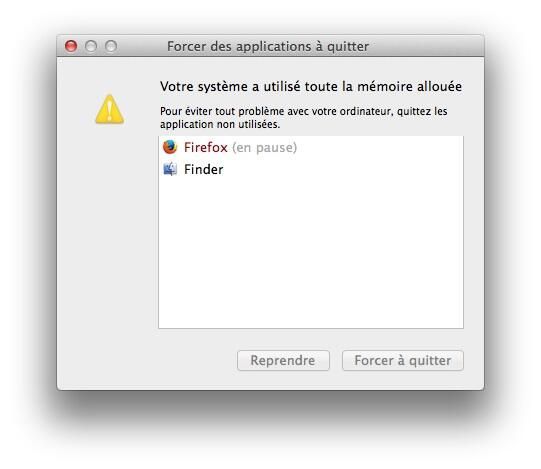 Forcer des applications à quitter
Votre système a utilisé toute la mémoire allouée
Pour éviter tout problème avec votre ordinateur, quittez les
application non utilisées.
Firefox (en pause)
Finder
Reprendre
Forcer à quitter